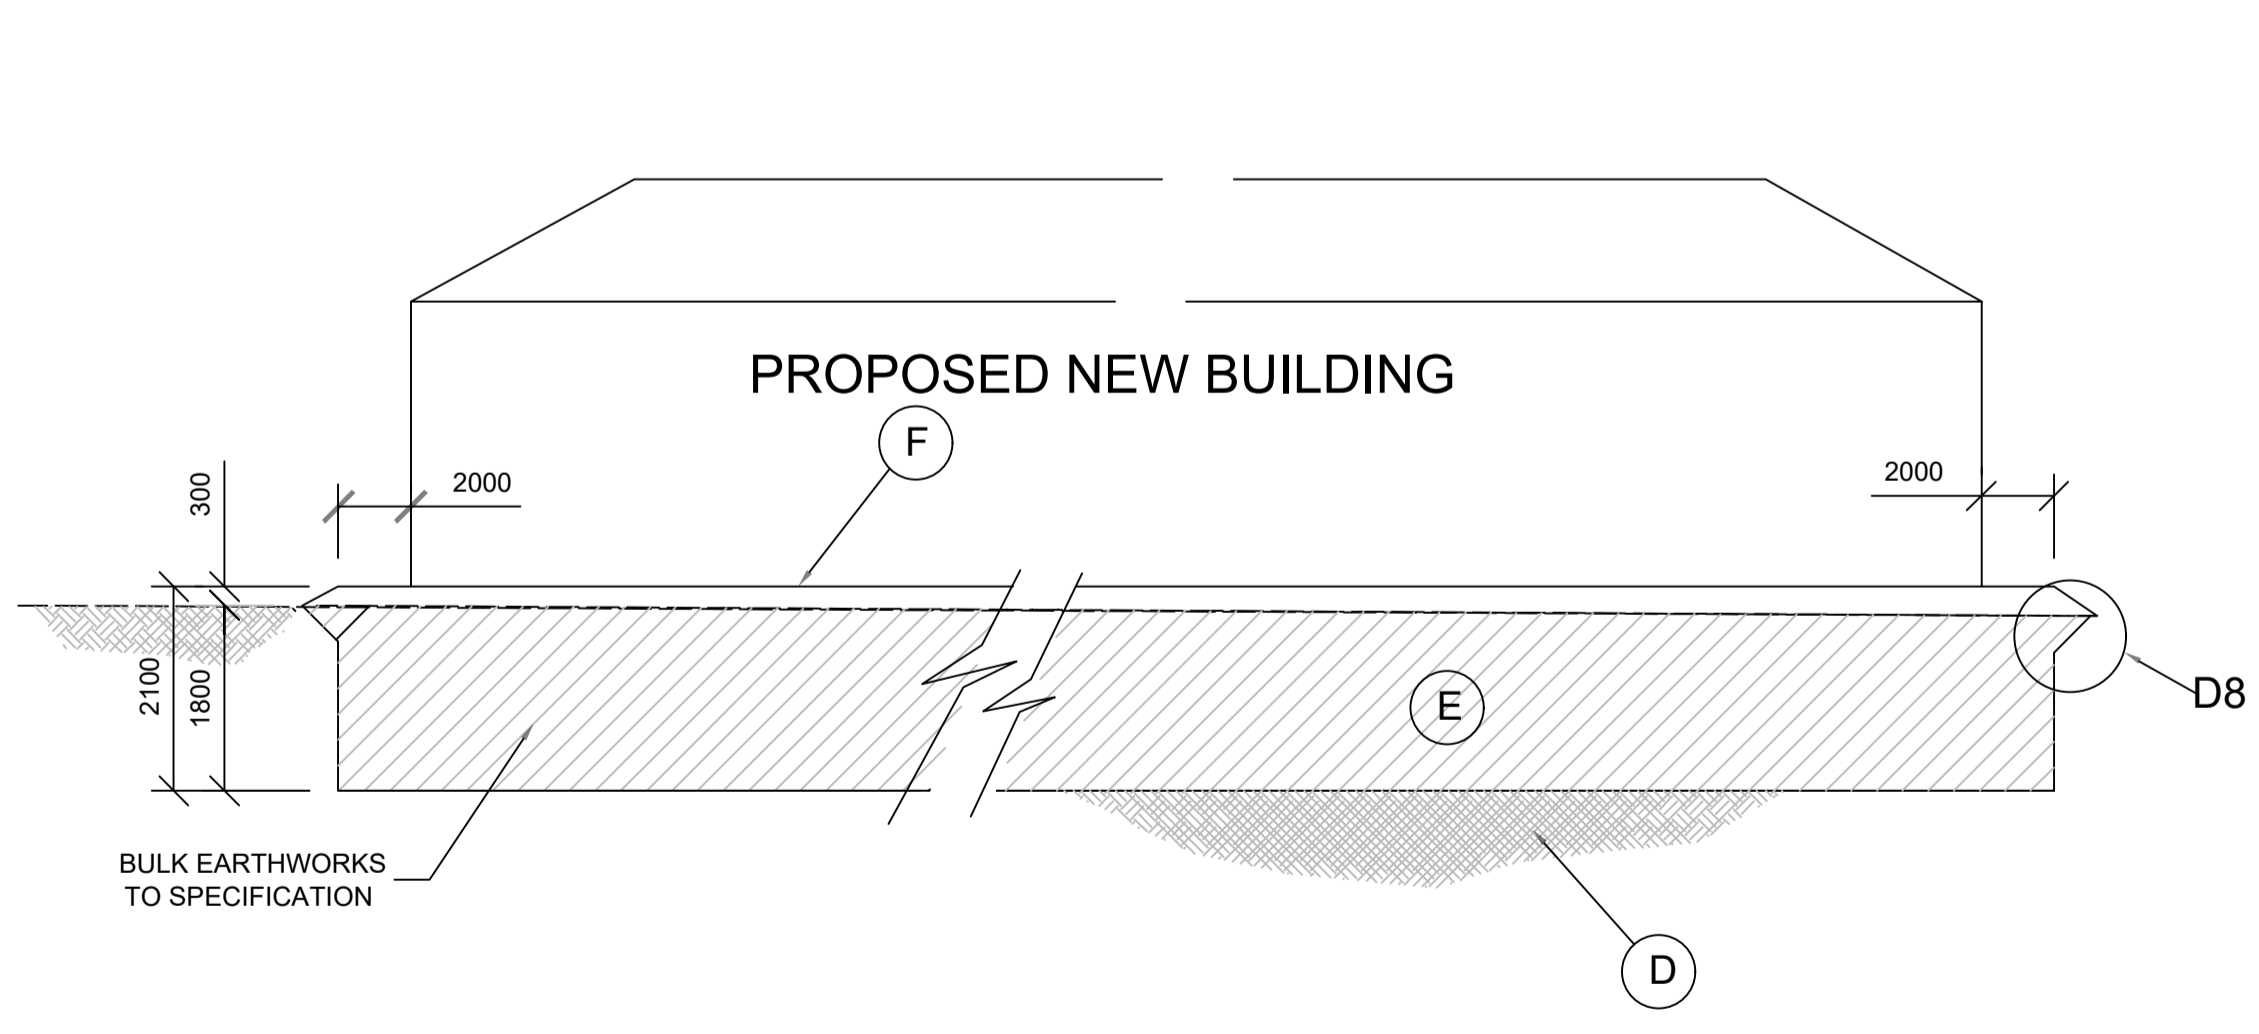 PROPOSED NEW BUILDING
F
2000
2000
300
2100
1800
E
D8
BULK EARTHWORKS
TO SPECIFICATION
D